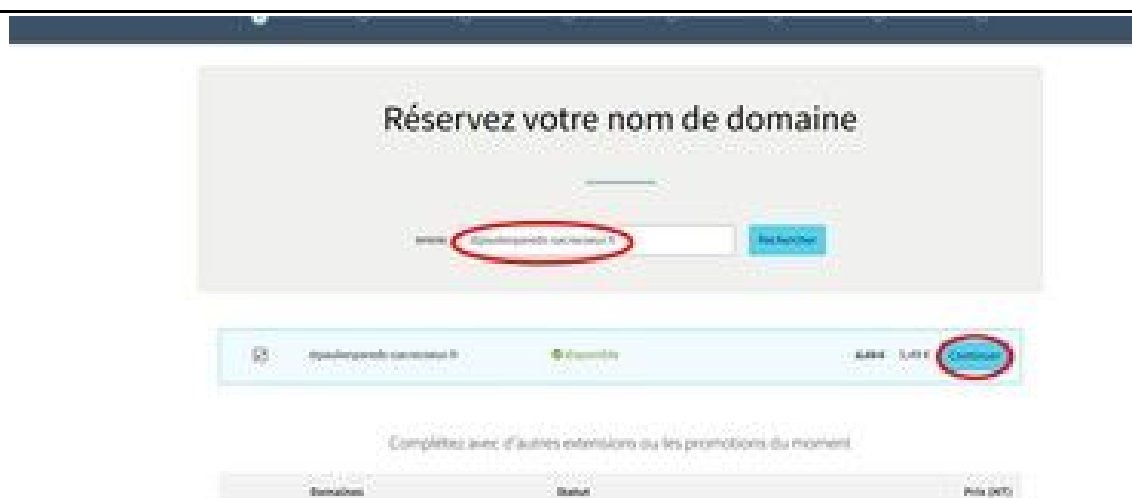 Réservez votre nom de domaine
www. Rechercher
disponible Continuer
Complétez avec d'autres extensions ou les promotions du moment
Domaines Statut Prix (HT)